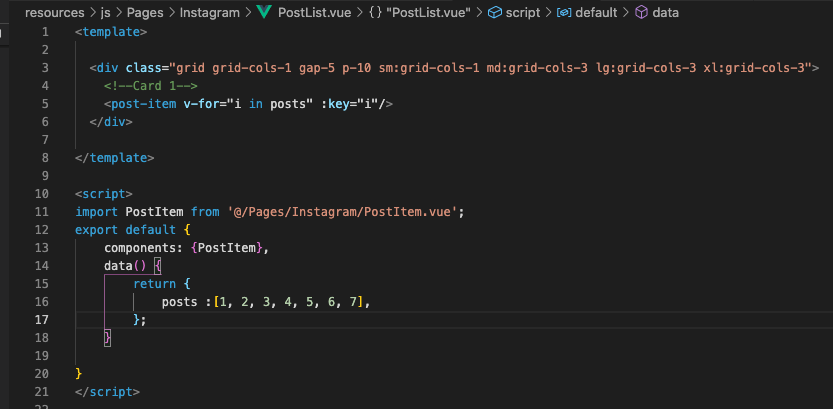 resources > js > Pages > Instagram > PostList.vue > {} "PostList.vue" > script > default > data
1 <template>
2
3 <div class="grid grid-cols-1 gap-5 p-10 sm:grid-cols-1 md:grid-cols-3 lg:grid-cols-3 xl:grid-cols-3">
4 <!--Card 1-->
5 <post-item v-for="i in posts" :key="i"/>
6 </div>
7
8 </template>
9
10 <script>
11 import PostItem from '@/Pages/Instagram/PostItem.vue';
12 export default {
13 components: {PostItem},
14 data() {
15 return {
16 posts :[1, 2, 3, 4, 5, 6, 7],
17 };
18 }
19
20 }
21 </script>
22